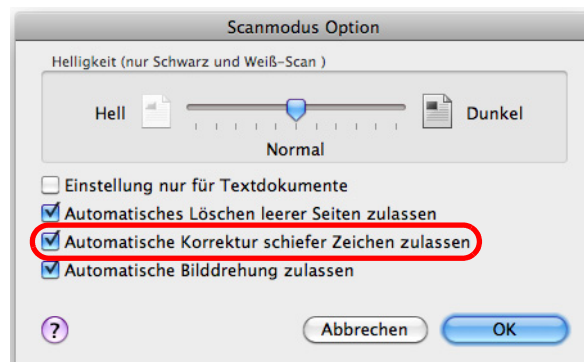 Scanmodus Option
Helligkeit (nur Schwarz und Weiß-Scan )
Hell Dunkel
Normal
Einstellung nur für Textdokumente
Automatisches Löschen leerer Seiten zulassen
Automatische Korrektur schiefer Zeichen zulassen
Automatische Bilddrehung zulassen
? Abbrechen OK